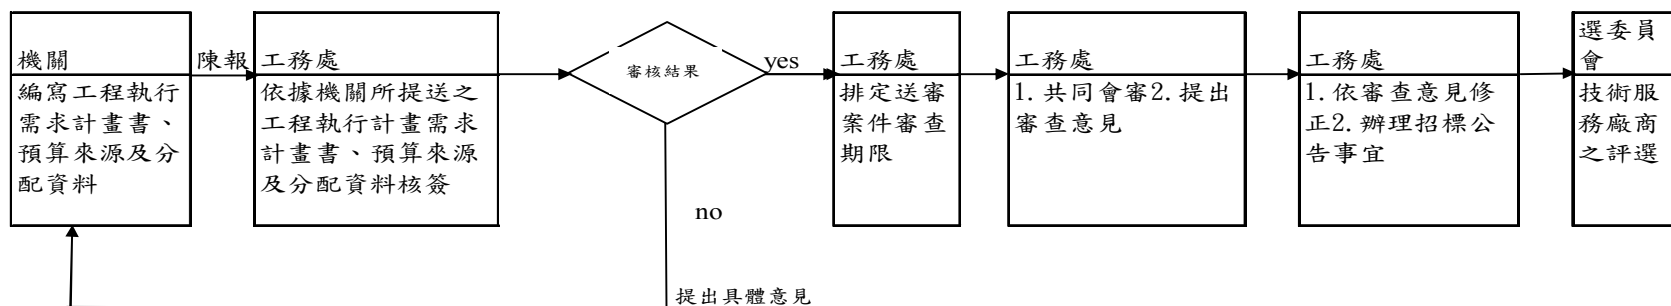 機關
編寫工程執行
需求計畫書、
預算來源及分
配資料
陳報
工務處
依據機關所提送之
工程執行計畫需求
計畫書、預算來源
及分配資料核簽
審核結果
yes
no
提出具體意見
工務處
排定送審
案件審查
期限
工務處
1.共同會審2.提出
審查意見
工務處
1.依審查意見修
正2.辦理招標公
告事宜
選委員
會
技術服
務廠商
之評選